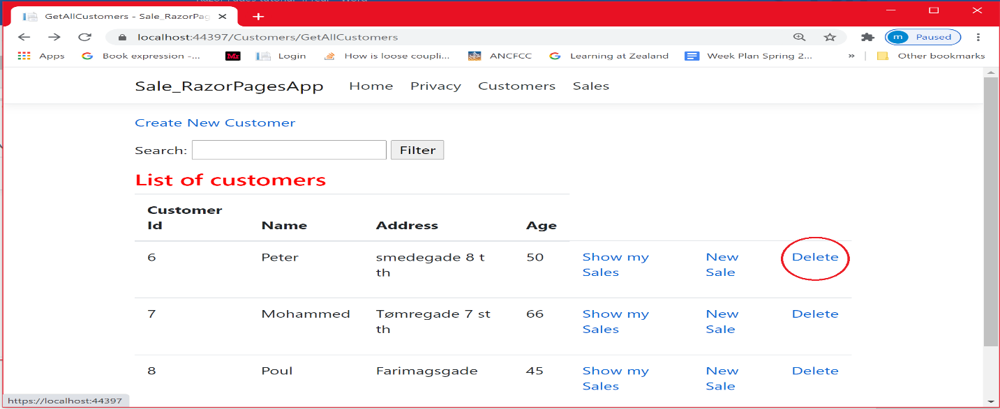 GetAllCustomers - Sale_RazorPag
localhost:44397/Customers/GetAllCustomers
m Paused
Apps
Book expression -...
Mr
Login
How is loose coupli...
ANCFCC
Learning at Zealand
Week Plan Spring 2...
»
Other bookmarks
Sale_RazorPagesApp Home Privacy Customers Sales
Create New Customer
Search: Filter
List of customers
Customer
Id Name Address Age
6 Peter smedegade 8 t 50 Show my New Delete
th Sales Sale
7 Mohammed Tømregade 7 st 66 Show my New Delete
th Sales Sale
8 Poul Farimagsgade 45 Show my New Delete
Sales Sale
https://localhost:44397